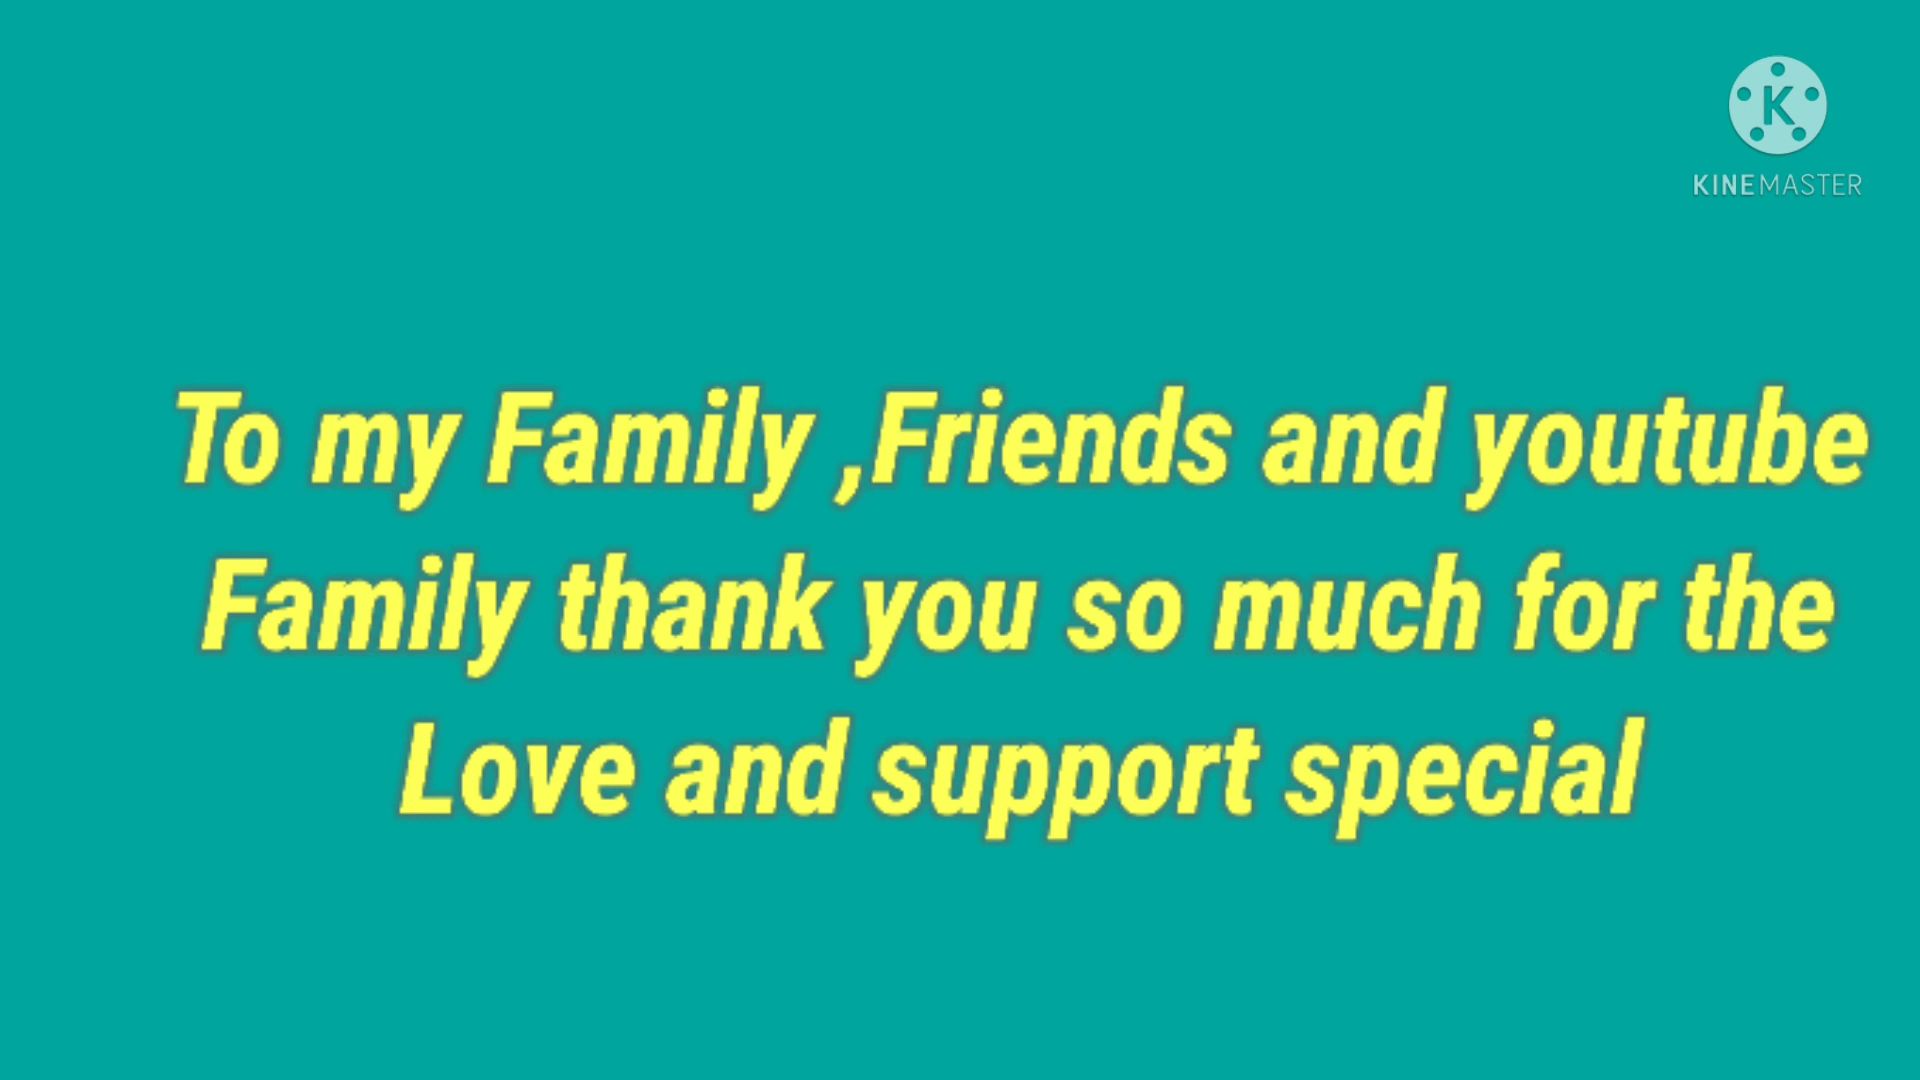 K
KINEMASTER
To my Family ,Friends and youtube
Family thank you so much for the
Love and support special